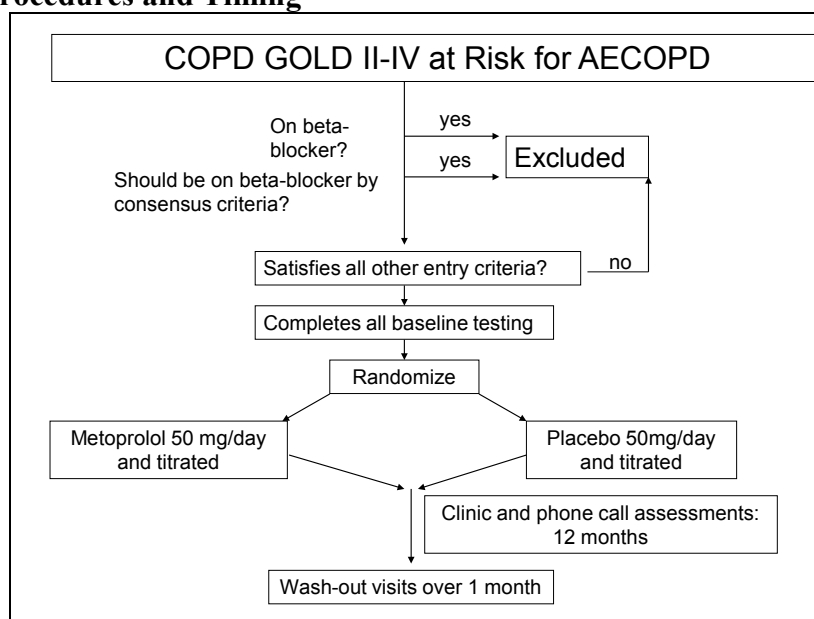 rocedures and Timing
COPD GOLD II-IV at Risk for AECOPD
On beta-
blocker?
yes
yes
Excluded
Should be on beta-blocker by
consensus criteria?
Satisfies all other entry criteria?
no
Completes all baseline testing
Randomize
Metoprolol 50 mg/day
and titrated
Placebo 50mg/day
and titrated
Clinic and phone call assessments:
12 months
Wash-out visits over 1 month